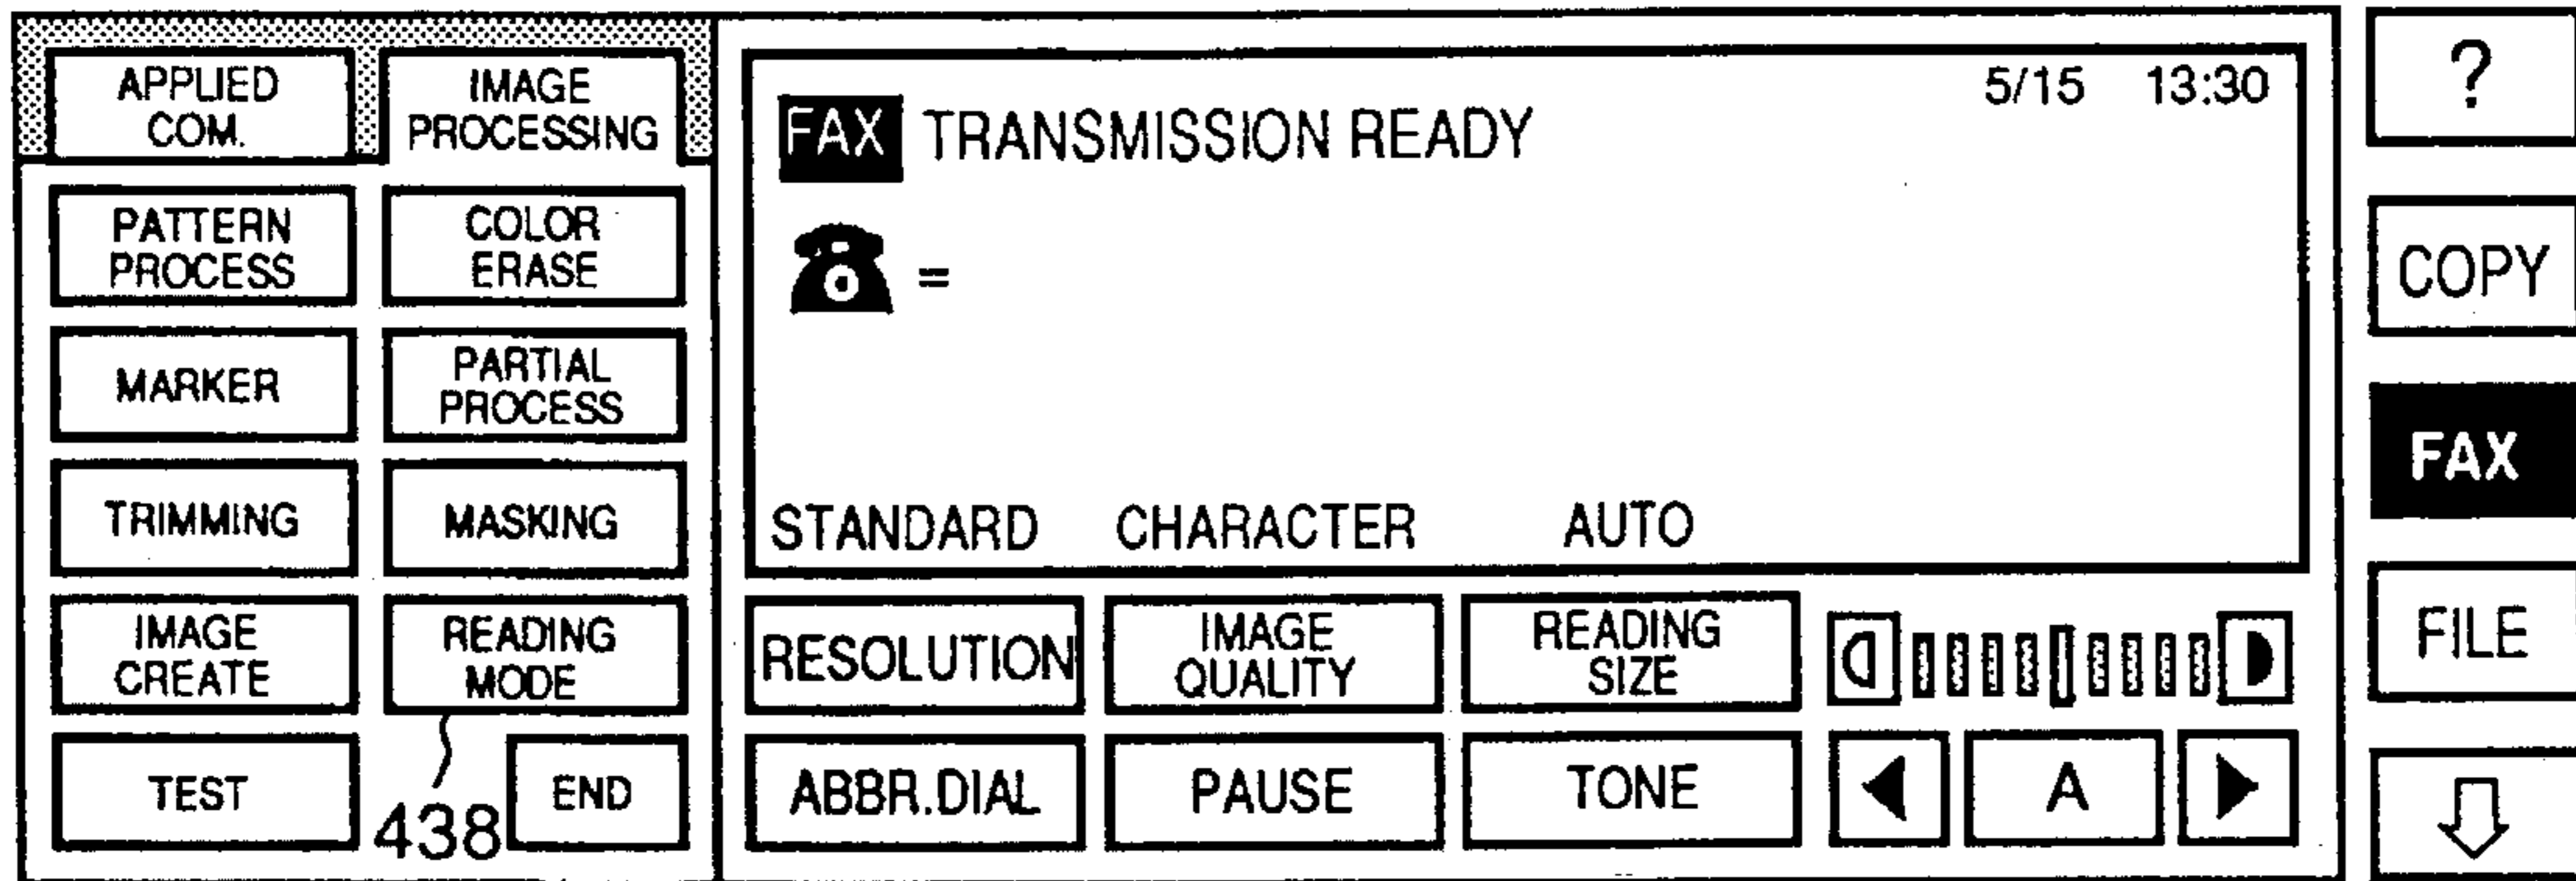 APPLIED
COM.
IMAGE
PROCESSING
PATTERN
PROCESS
COLOR
ERASE
MARKER
PARTIAL
PROCESS
TRIMMING
MASKING
IMAGE
CREATE
READING
MODE
TEST
438
END
5/15 13:30
FAX TRANSMISSION READY
=
STANDARD CHARACTER AUTO
RESOLUTION
IMAGE
QUALITY
READING
SIZE
ABBR.DIAL
PAUSE
TONE
A
?
COPY
FAX
FILE